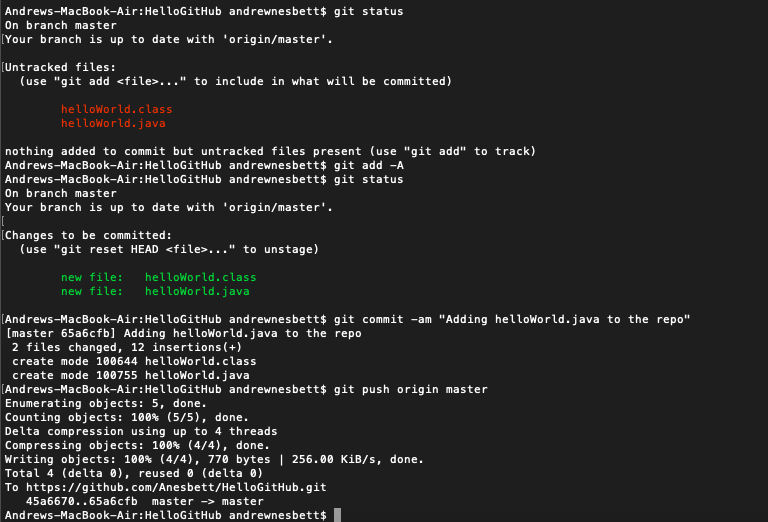 Andrews-MacBook-Air:HelloGitHub andrewnesbett$ git status
On branch master
[Your branch is up to date with 'origin/master'.
[Untracked files:
  (use "git add <file>..." to include in what will be committed)
        helloWorld.class
        helloWorld.java
nothing added to commit but untracked files present (use "git add" to track)
Andrews-MacBook-Air:HelloGitHub andrewnesbett$ git add -A
Andrews-MacBook-Air:HelloGitHub andrewnesbett$ git status
On branch master
Your branch is up to date with 'origin/master'.
[
[Changes to be committed:
  (use "git reset HEAD <file>..." to unstage)
        new file:   helloWorld.class
        new file:   helloWorld.java
[Andrews-MacBook-Air:HelloGitHub andrewnesbett$ git commit -am "Adding helloWorld.java to the repo"
[master 65a6cfb] Adding helloWorld.java to the repo
 2 files changed, 12 insertions(+)
 create mode 100644 helloWorld.class
 create mode 100755 helloWorld.java
[Andrews-MacBook-Air:HelloGitHub andrewnesbett$ git push origin master
Enumerating objects: 5, done.
Counting objects: 100% (5/5), done.
Delta compression using up to 4 threads
Compressing objects: 100% (4/4), done.
Writing objects: 100% (4/4), 770 bytes | 256.00 KiB/s, done.
Total 4 (delta 0), reused 0 (delta 0)
To https://github.com/Anesbett/HelloGitHub.git
   45a6670..65a6cfb  master -> master
Andrews-MacBook-Air:HelloGitHub andrewnesbett$